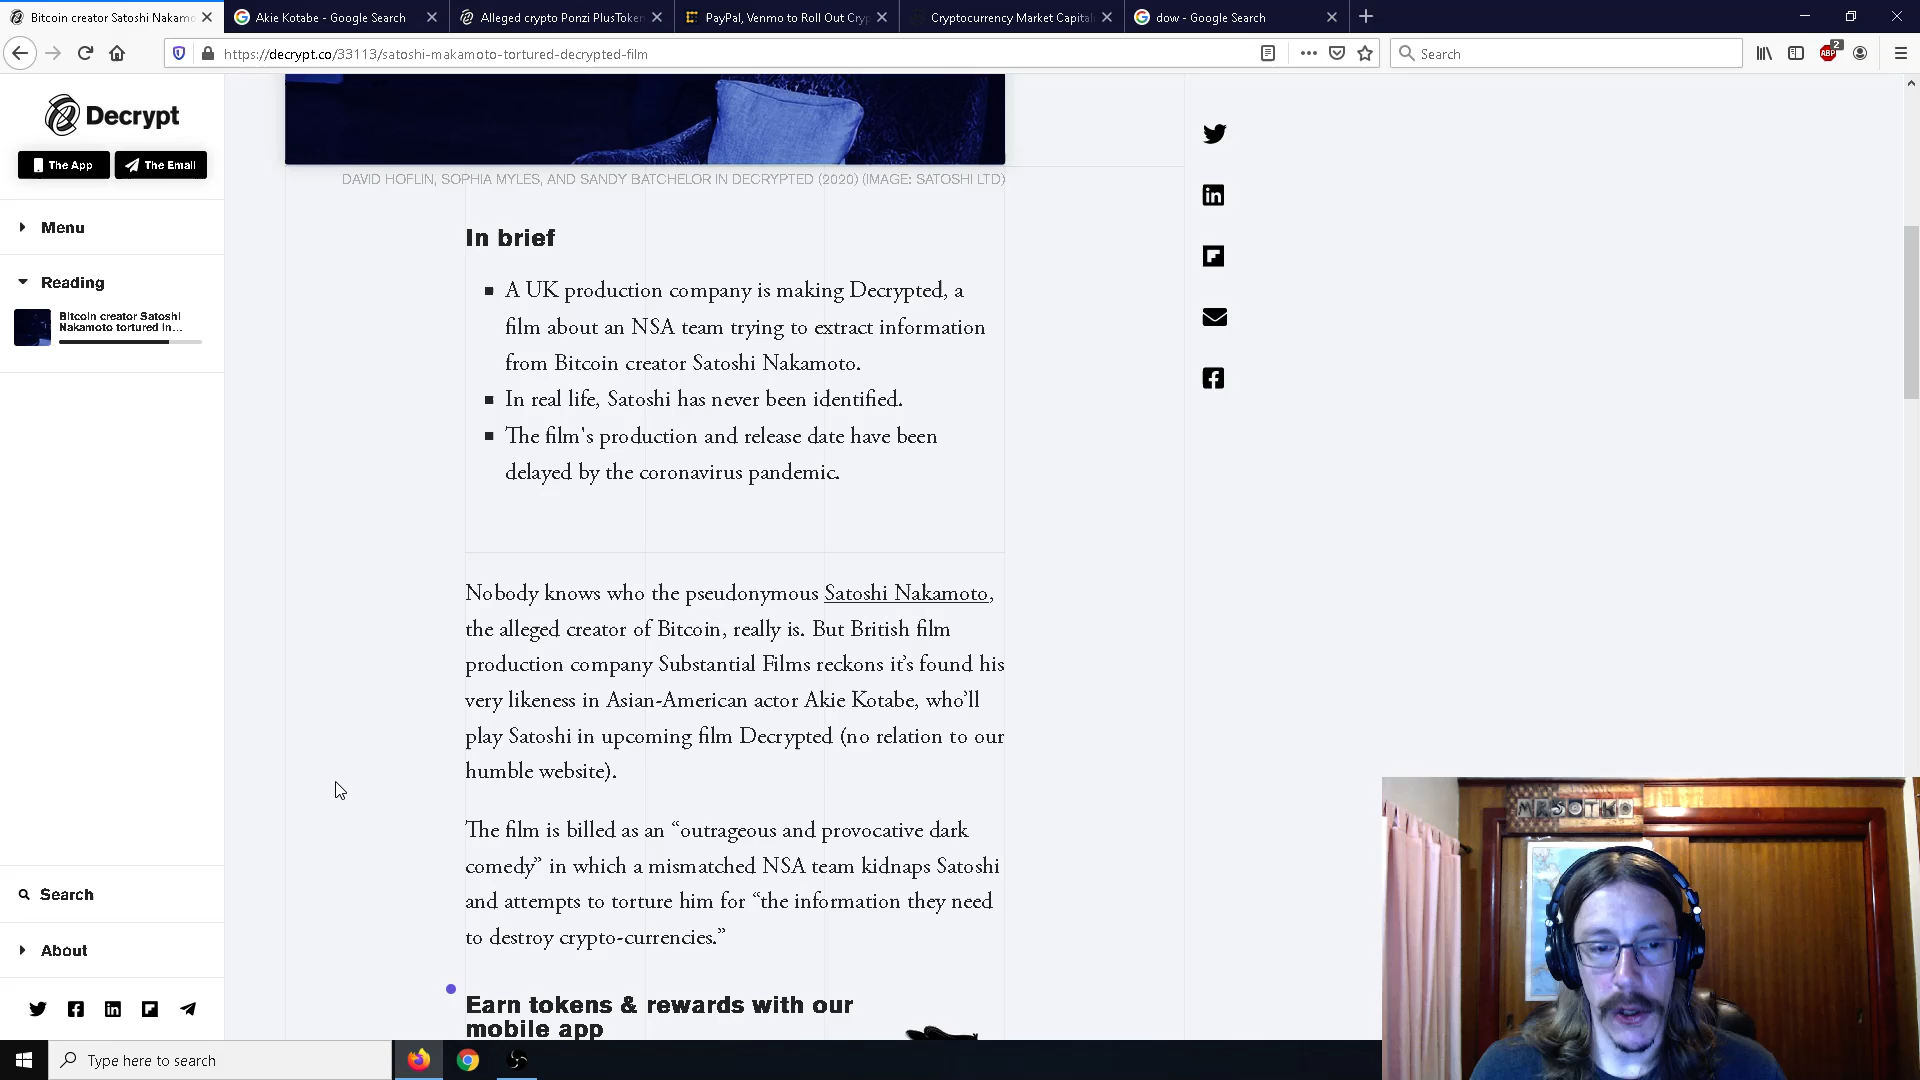 Bitcoin creator Satoshi Nakamo
Akie Kotabe - Google Search
Alleged crypto Ponzi PlusToken
PayPal, Venmo to Roll Out Cryp
Cryptocurrency Market Capital
dow - Google Search
https://decrypt.co/33113/satoshi-makamoto-tortured-decrypted-film
Search
ABP
2
Decrypt
The App
The Email
Menu
Reading
Bitcoin creator Satoshi
Nakamoto tortured in...
Search
About
DAVID HOFLIN, SOPHIA MYLES, AND SANDY BATCHELOR IN DECRYPTED (2020) (IMAGE: SATOSHI LTD)
In brief
A UK production company is making Decrypted, a
film about an NSA team trying to extract information
from Bitcoin creator Satoshi Nakamoto.
In real life, Satoshi has never been identified.
The film's production and release date have been
delayed by the coronavirus pandemic.
Nobody knows who the pseudonymous Satoshi Nakamoto,
the alleged creator of Bitcoin, really is. But British film
production company Substantial Films reckons it’s found his
very likeness in Asian-American actor Akie Kotabe, who’ll
play Satoshi in upcoming film Decrypted (no relation to our
humble website).
The film is billed as an “outrageous and provocative dark
comedy” in which a mismatched NSA team kidnaps Satoshi
and attempts to torture him for “the information they need
to destroy crypto-currencies.”
Earn tokens & rewards with our
mobile app
MRSOTKO
Type here to search